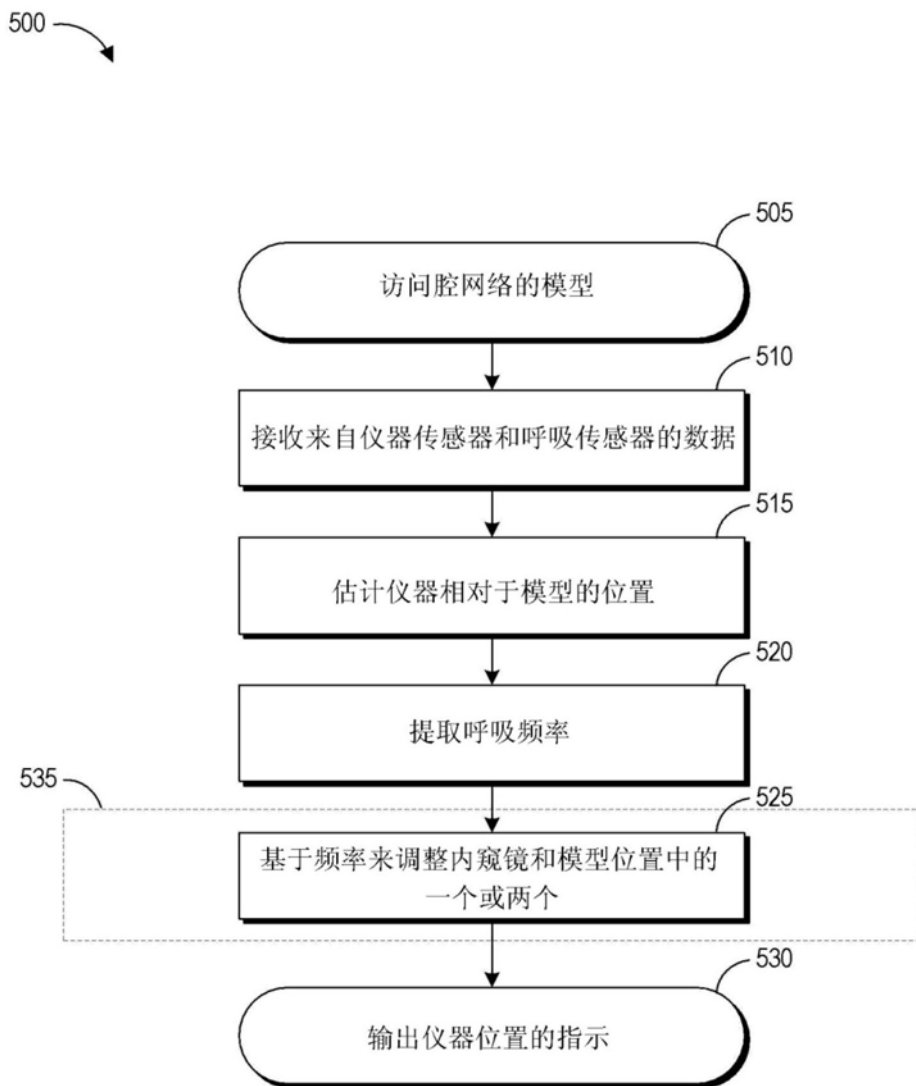 500
505
访问腔网络的模型
510
接收来自仪器传感器和呼吸传感器的数据
515
估计仪器相对于模型的位置
520
提取呼吸频率
535
525
基于频率来调整内窥镜和模型位置中的
一个或两个
530
输出仪器位置的指示